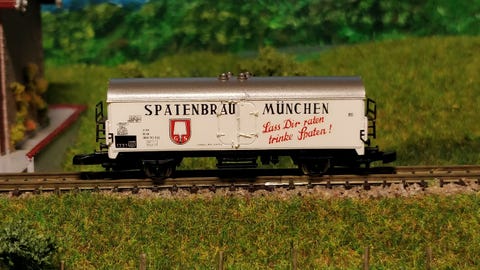 SPATENBRÄU MÜNCHEN
Lass Dir raten
trinke Spaten!
G S